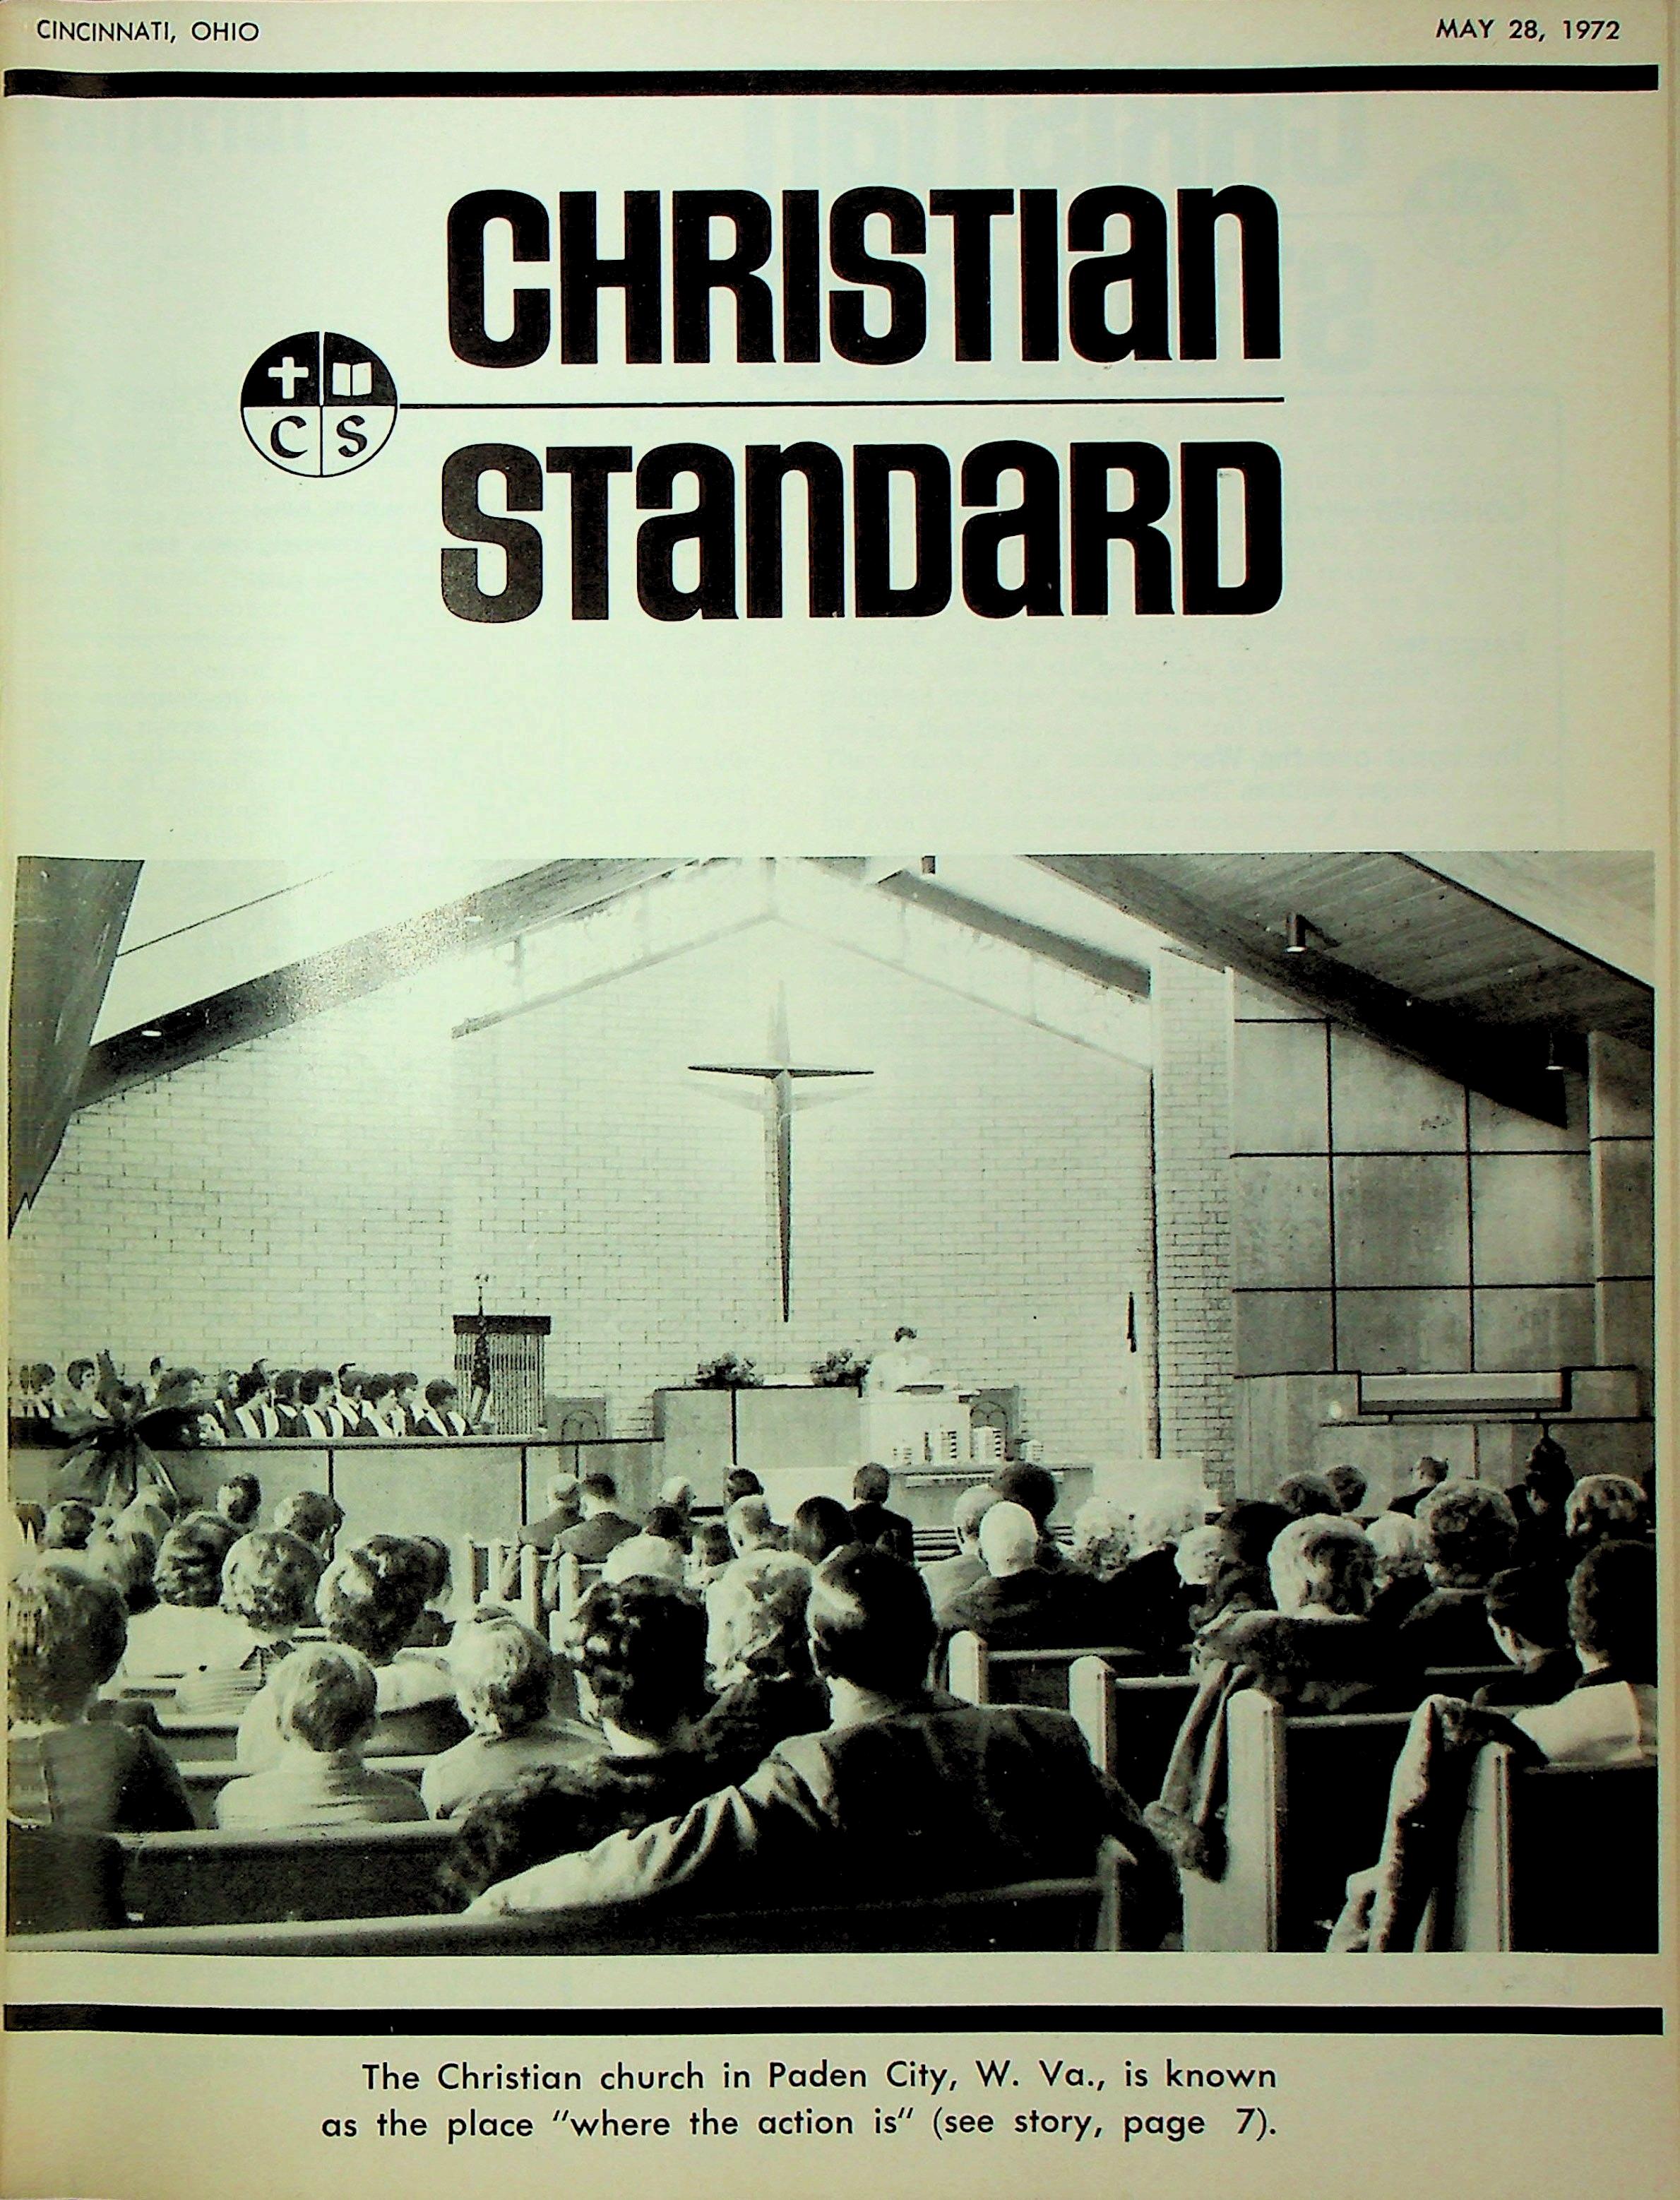 CINCINNATI, OHIO
MAY 28, 1972
CHRISTIan
C S
STanDaRD
The Christian church in Paden City, W. Va., is known
as the place "where the action is" (see story, page 7).